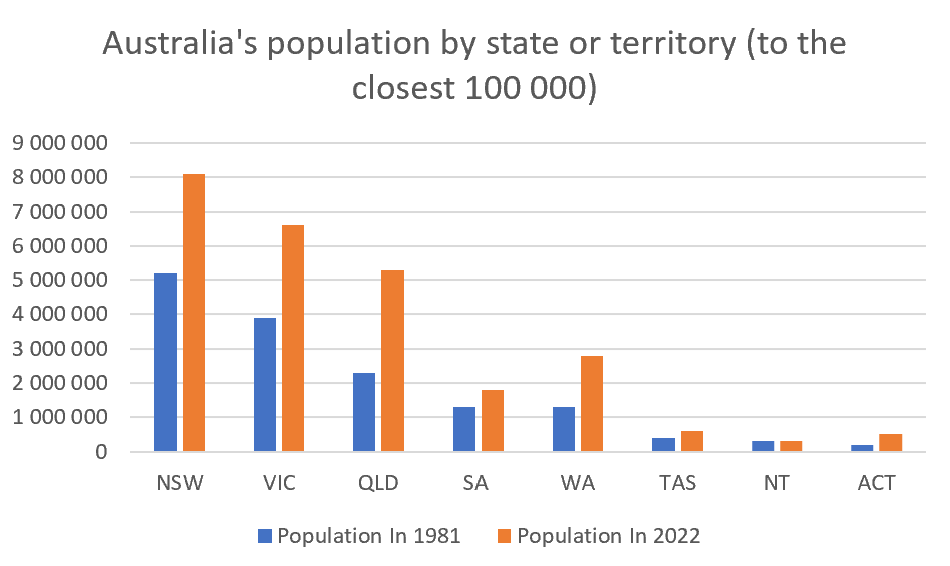 Australia's population by state or territory (to the
closest 100 000)
9 000 000
8 000 000
7 000 000
6 000 000
5 000 000
4 000 000
3 000 000
2 000 000
1 000 000
0
NSW VIC QLD SA WA TAS NT ACT
Population In 1981 Population In 2022